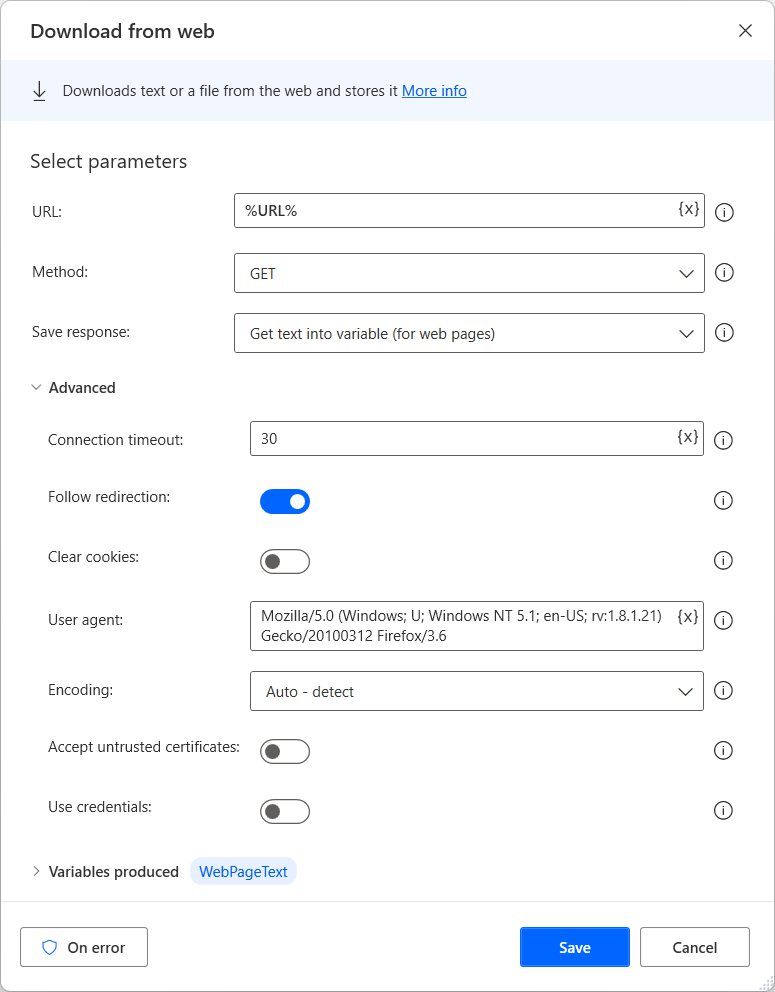 Download from web
Downloads text or a file from the web and stores it More info
Select parameters
URL:
%URL%
{x}
Method:
GET
Save response:
Get text into variable (for web pages)
Advanced
Connection timeout:
30
{x}
Follow redirection:
Clear cookies:
User agent:
Mozilla/5.0 (Windows; U; Windows NT 5.1; en-US; rv:1.8.1.21)
Gecko/20100312 Firefox/3.6
{x}
Encoding:
Auto - detect
Accept untrusted certificates:
Use credentials:
Variables produced WebPageText
On error
Save
Cancel